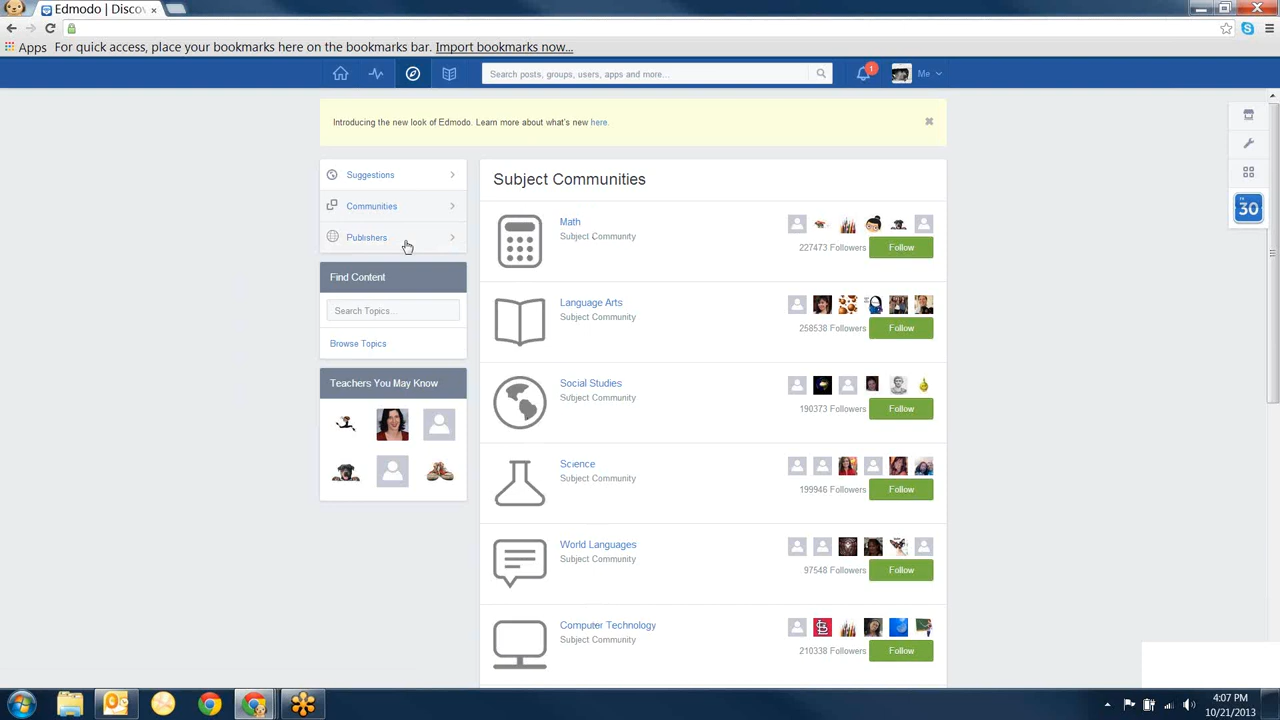 Edmodo | Disco
Apps For quick access, place your bookmarks here on the bookmarks bar. Import bookmarks now...
Search posts, groups, users, apps and more...
1
Me
Introducing the new look of Edmodo. Learn more about what's new here.
Suggestions
Communities
Publishers
Find Content
Search Topics...
Browse Topics
Teachers You May Know
Subject Communities
Math
Subject Community
227473 Followers
Follow
Language Arts
Subject Community
258538 Followers
Follow
Social Studies
Subject Community
190373 Followers
Follow
Science
Subject Community
199946 Followers
Follow
World Languages
Subject Community
97548 Followers
Follow
Computer Technology
Subject Community
210338 Followers
Follow
30
4:07 PM
10/21/2013